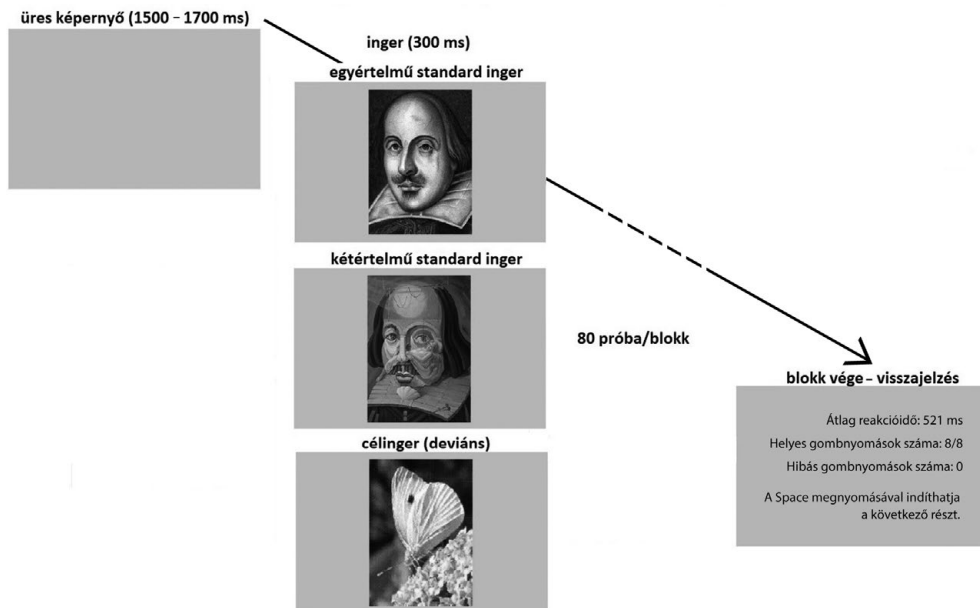 üres képernyő (1500 – 1700 ms)
inger (300 ms)
egyértelmű standard inger
kétértelmű standard inger
80 próba/blokk
célinger (deviáns)
blokk vége – visszajelzés
Átlag reakcióidő: 521 ms
Helyes gombnyomások száma: 8/8
Hibás gombnyomások száma: 0
A Space megnyomásával indíthatja
a következő részt.